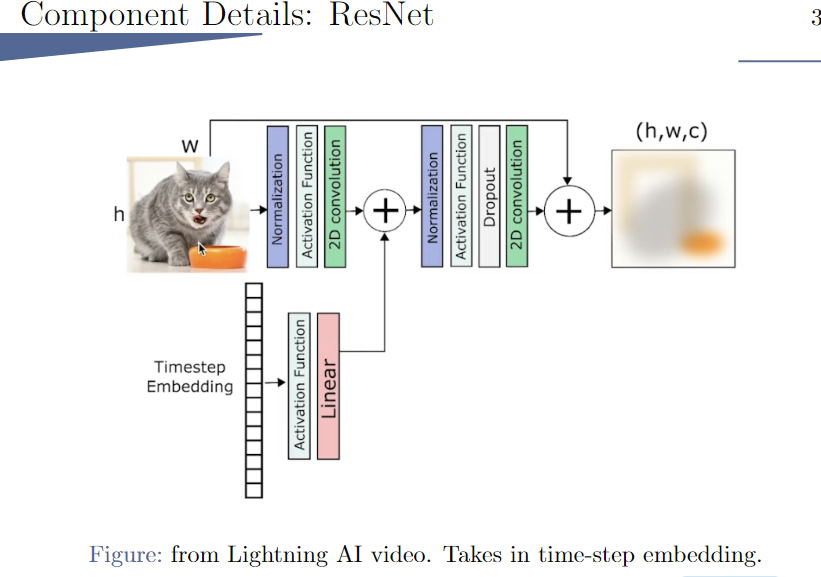 Component Details: ResNet
3
w
h
Normalization
Activation Function
2D convolution
+
Normalization
Activation Function
Dropout
2D convolution
+
(h,w,c)
Timestep
Embedding
Activation Function
Linear
Figure: from Lightning AI video. Takes in time-step embedding.